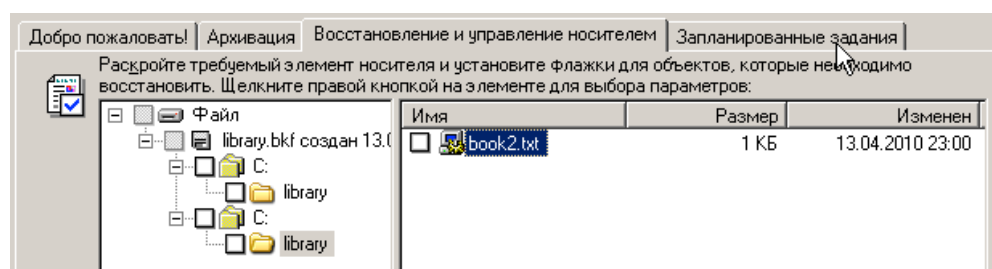 Добро пожаловать! Архивация Восстановление и управление носителем Запланированные задания
Раскройте требуемый элемент носителя и установите флажки для объектов, которые необходимо
восстановить. Щелкните правой кнопкой на элементе для выбора параметров:
Файл
library.bkf создан 13.0
C:
library
C:
library
Имя Размер Изменен
book2.txt 1 КБ 13.04.2010 23:00